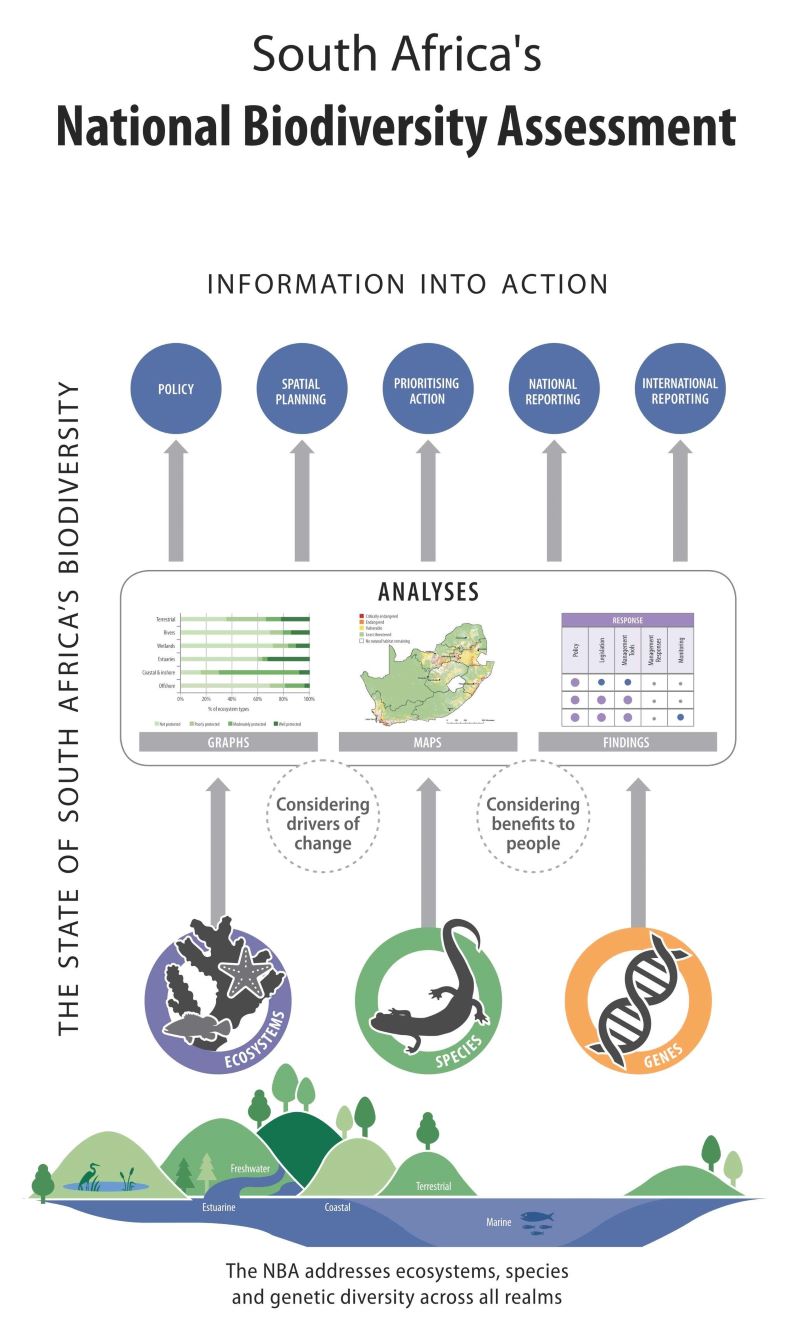 South Africa's
National Biodiversity Assessment
INFORMATION INTO ACTION
THE STATE OF SOUTH AFRICA'S BIODIVERSITY
POLICY
SPATIAL
PLANNING
PRIORITISING
ACTION
NATIONAL
REPORTING
INTERNATIONAL
REPORTING
ANALYSES
Terrestrial
Rivers
Wetlands
Estuaries
Coastal & inshore
Offshore
0% 20% 40% 60% 80% 100%
% of ecosystem types
Not protected Poorly protected Moderately protected Well protected
GRAPHS
Critically endangered
Endangered
Vulnerable
Least threatened
No natural habitat remaining
MAPS
RESPONSE
Policy
Legislation
Management
Tools
Management
Responses
Monitoring
FINDINGS
Considering
drivers of
change
Considering
benefits to
people
ECOSYSTEMS
SPECIES
GENES
Freshwater
Terrestrial
Estuarine
Coastal
Marine
The NBA addresses ecosystems, species
and genetic diversity across all realms